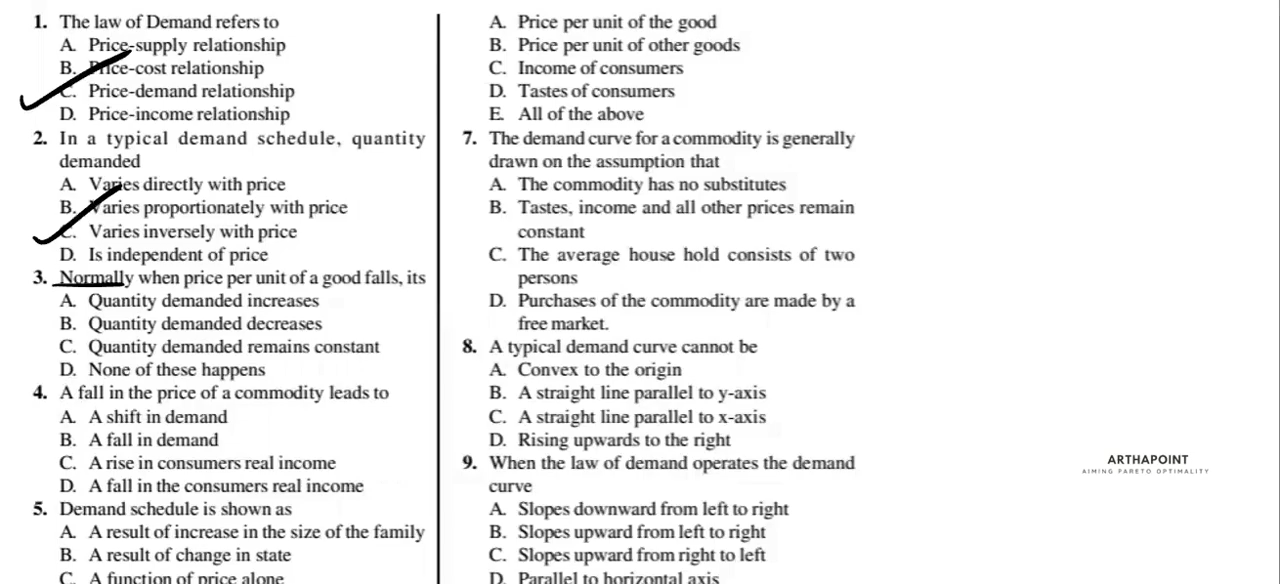 1. The law of Demand refers to
A. Price-supply relationship
B. Price-cost relationship
C. Price-demand relationship
D. Price-income relationship
2. In a typical demand schedule, quantity
demanded
A. Varies directly with price
B. Varies proportionately with price
C. Varies inversely with price
D. Is independent of price
3. Normally when price per unit of a good falls, its
A. Quantity demanded increases
B. Quantity demanded decreases
C. Quantity demanded remains constant
D. None of these happens
4. A fall in the price of a commodity leads to
A. A shift in demand
B. A fall in demand
C. A rise in consumers real income
D. A fall in the consumers real income
5. Demand schedule is shown as
A. A result of increase in the size of the family
B. A result of change in state
C. A function of price alone
A. Price per unit of the good
B. Price per unit of other goods
C. Income of consumers
D. Tastes of consumers
E. All of the above
7. The demand curve for a commodity is generally
drawn on the assumption that
A. The commodity has no substitutes
B. Tastes, income and all other prices remain
constant
C. The average house hold consists of two
persons
D. Purchases of the commodity are made by a
free market.
8. A typical demand curve cannot be
A. Convex to the origin
B. A straight line parallel to y-axis
C. A straight line parallel to x-axis
D. Rising upwards to the right
9. When the law of demand operates the demand
curve
A. Slopes downward from left to right
B. Slopes upward from left to right
C. Slopes upward from right to left
D. Parallel to horizontal axis
ARTHAPOINT
AIMING PARETO OPTIMALITY